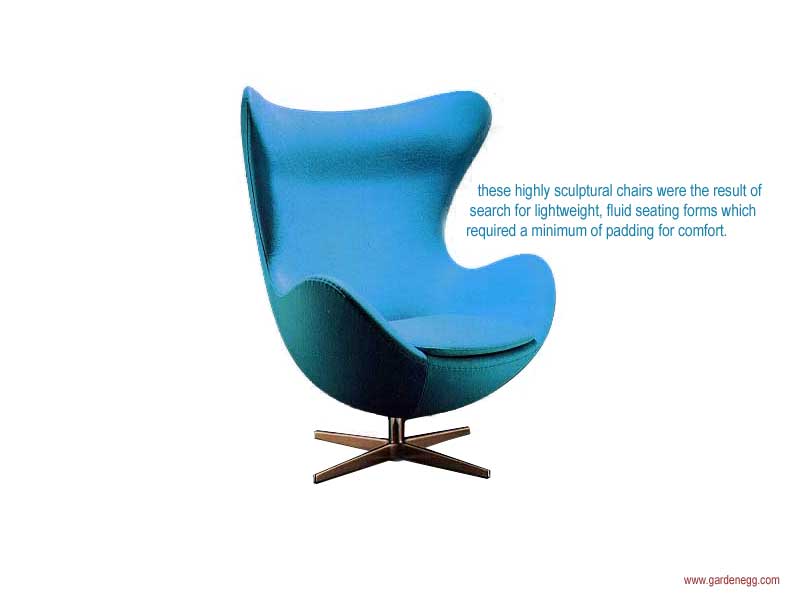 these highly sculptural chairs were the result of
search for lightweight, fluid seating forms which
required a minimum of padding for comfort.
www.gardenegg.com